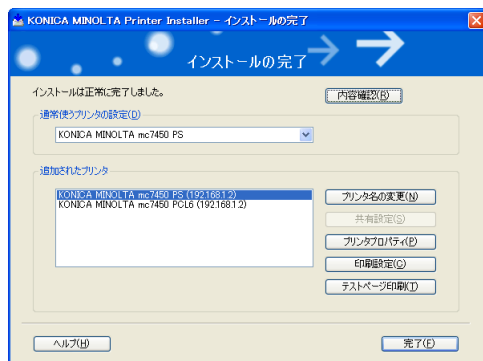 KONICA MINOLTA Printer Installer - インストールの完了
インストールの完了
インストールは正常に完了しました。
内容確認(R)
通常使うプリンタの設定(D)
KONICA MINOLTA mc7450 PS
追加されたプリンタ
KONICA MINOLTA mc7450 PS (192.168.1.2)
KONICA MINOLTA mc7450 PCL6 (192.168.1.2)
プリンタ名の変更(N)
共有設定(S)
プリンタプロパティ(P)
印刷設定(C)
テストページ印刷(T)
ヘルプ(H)
完了(F)